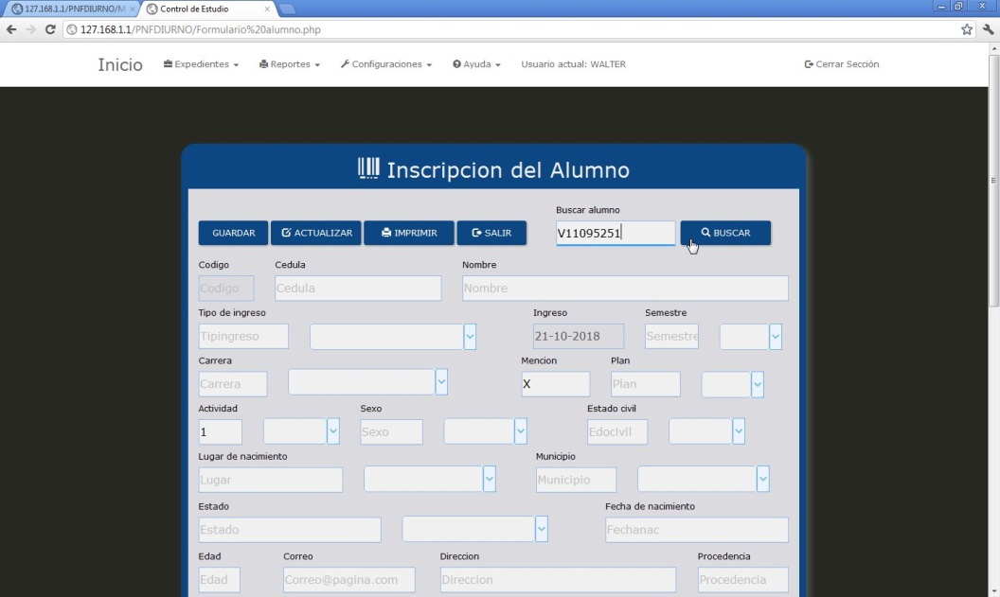 127.168.1.1/PNFDIURNO/M
Control de Estudio
127.168.1.1/PNFDIURNO/Formulario%20alumno.php
Inicio Expedientes Reportes Configuraciones Ayuda Usuario actual: WALTER Cerrar Sección
Inscripcion del Alumno
Buscar alumno
GUARDAR ACTUALIZAR IMPRIMIR SALIR V11095251 BUSCAR
Codigo Cedula Nombre
Codigo Cedula Nombre
Tipo de ingreso Ingreso Semestre
Tipingreso 21-10-2018 Semestre
Carrera Mencion Plan
Carrera X Plan
Actividad Sexo Estado civil
1 Sexo Edocivil
Lugar de nacimiento Municipio
Lugar Municipio
Estado Fecha de nacimiento
Estado Fechanac
Edad Correo Direccion Procedencia
Edad Correo@pagina.com Direccion Procedencia